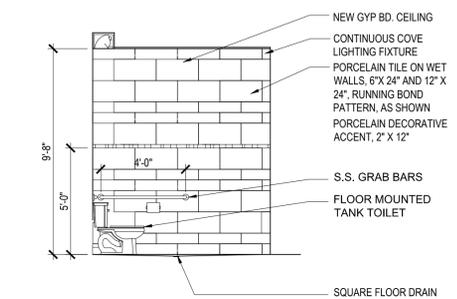 NEW GYP BD. CEILING
CONTINUOUS COVE
LIGHTING FIXTURE
PORCELAIN TILE ON WET
WALLS, 6"X 24" AND 12" X
24", RUNNING BOND
PATTERN, AS SHOWN
PORCELAIN DECORATIVE
ACCENT, 2" X 12"
9'-8"
5'-0"
4'-0"
S.S. GRAB BARS
FLOOR MOUNTED
TANK TOILET
SQUARE FLOOR DRAIN